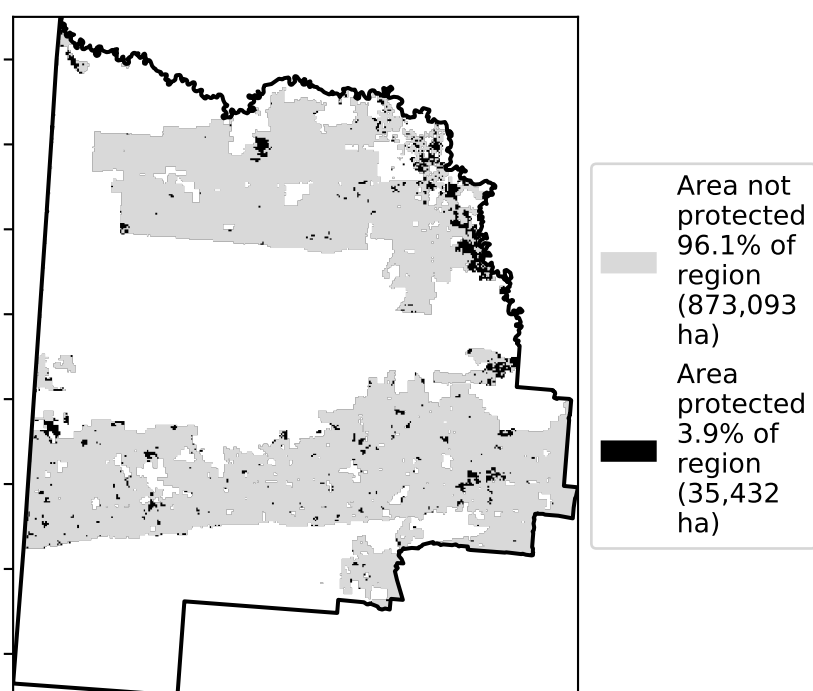 Area not
protected
96.1% of
region
(873,093
ha)
Area
protected
3.9% of
region
(35,432
ha)